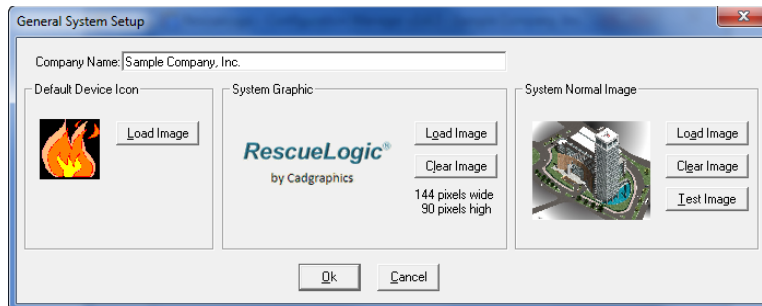 General System Setup
Company Name: Sample Company, Inc.
Default Device Icon
Load Image
System Graphic
RescueLogic®
by Cadgraphics
Load Image
Clear Image
144 pixels wide
90 pixels high
System Normal Image
Load Image
Clear Image
Test Image
Ok
Cancel